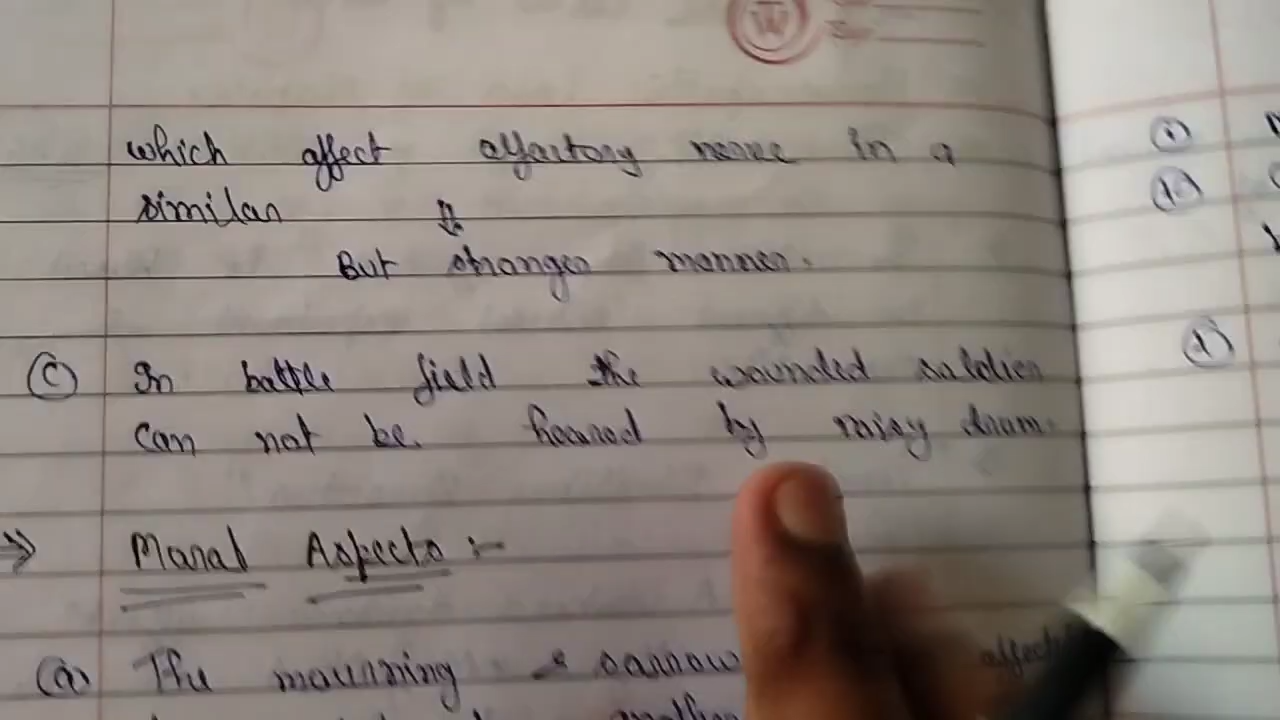 which affect olfactory nerve in a
similar
But stronger manner.
(C) In battle field the wounded soldier
can not be. heared by noisy drum.
⇒ Moral Aspects :-
(a) The mourning & sorrow affect